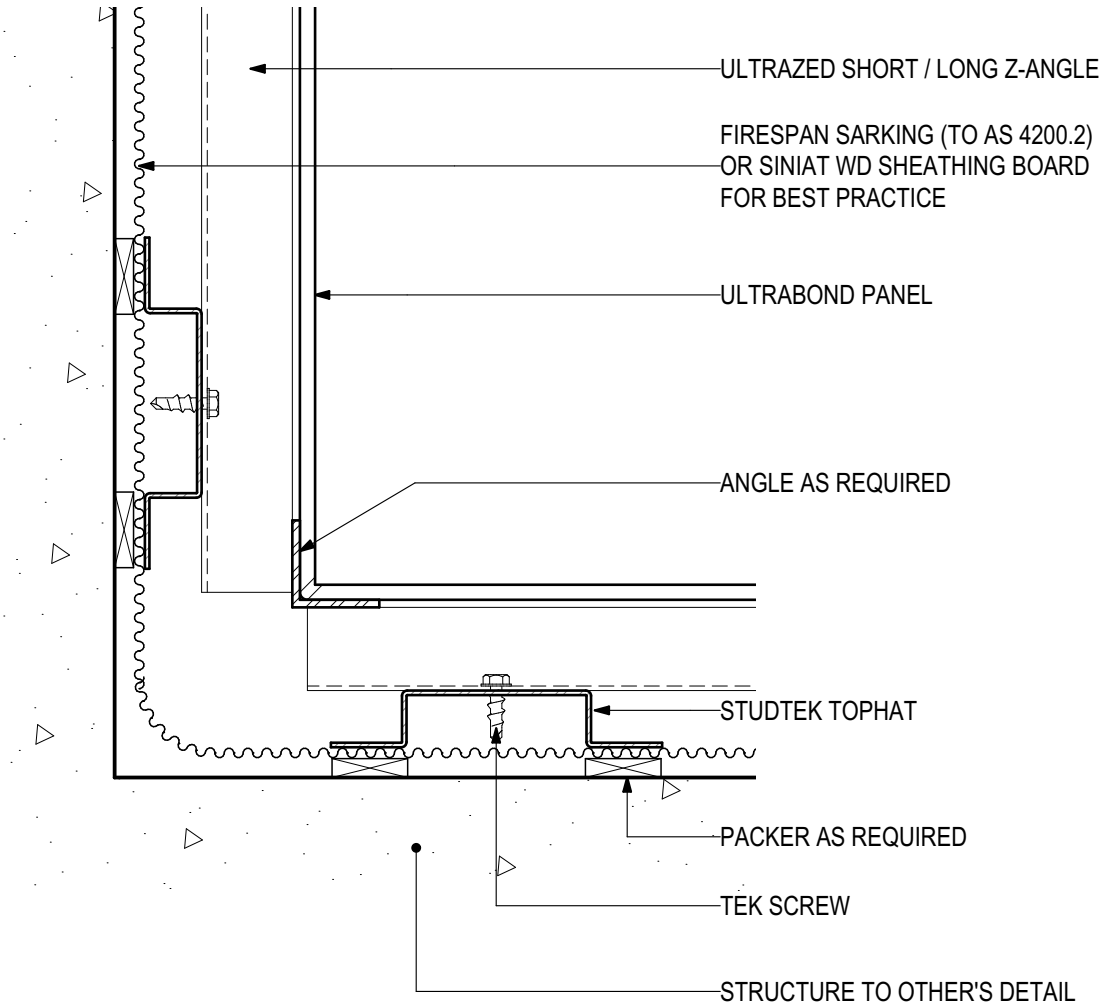 ULTRAZED SHORT / LONG Z-ANGLE
FIRESPAN SARKING (TO AS 4200.2)
OR SINIAT WD SHEATHING BOARD
FOR BEST PRACTICE
ULTRABOND PANEL
ANGLE AS REQUIRED
STUDTEK TOPHAT
PACKER AS REQUIRED
TEK SCREW
STRUCTURE TO OTHER'S DETAIL